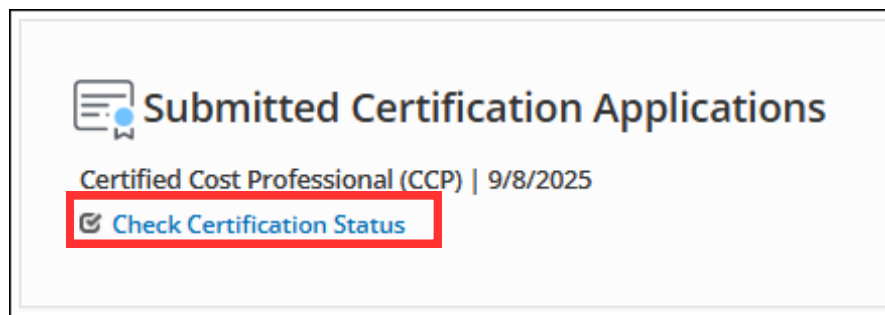 Submitted Certification Applications
Certified Cost Professional (CCP) | 9/8/2025
Check Certification Status